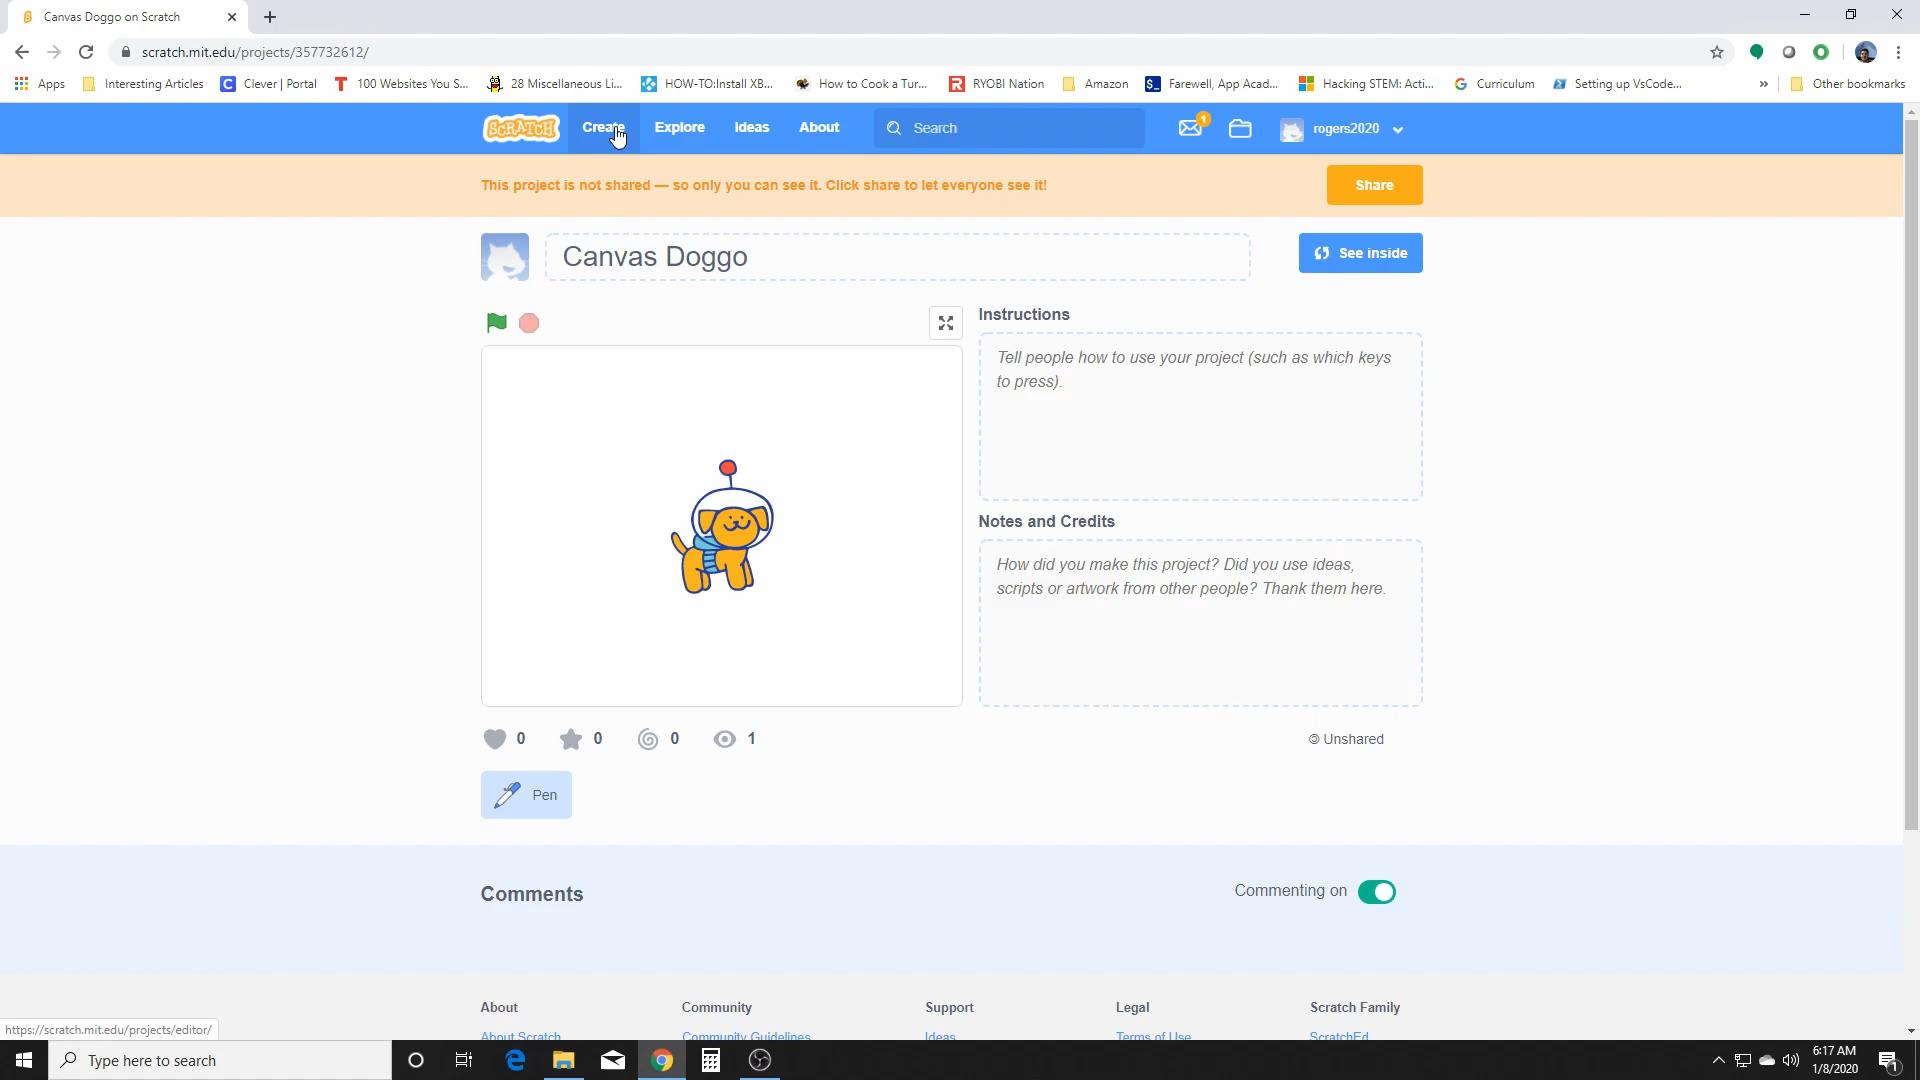 Canvas Doggo on Scratch
scratch.mit.edu/projects/357732612/
Apps Interesting Articles Clever | Portal 100 Websites You S... 28 Miscellaneous Li... HOW-TO:Install XB... How to Cook a Tur... RYOBI Nation Amazon Farewell, App Acad... Hacking STEM: Acti... Curriculum Setting up VsCode... » Other bookmarks
SCRATCH Create Explore Ideas About Search 1 rogers2020
This project is not shared — so only you can see it. Click share to let everyone see it! Share
Canvas Doggo See inside
Instructions
Tell people how to use your project (such as which keys
to press).
Notes and Credits
How did you make this project? Did you use ideas,
scripts or artwork from other people? Thank them here.
0 0 0 1 Unshared
Pen
Comments Commenting on
About Community Support Legal Scratch Family
About Scratch Community Guidelines Ideas Terms of Use ScratchEd
https://scratch.mit.edu/projects/editor/
Type here to search
6:17 AM
1/8/2020
1